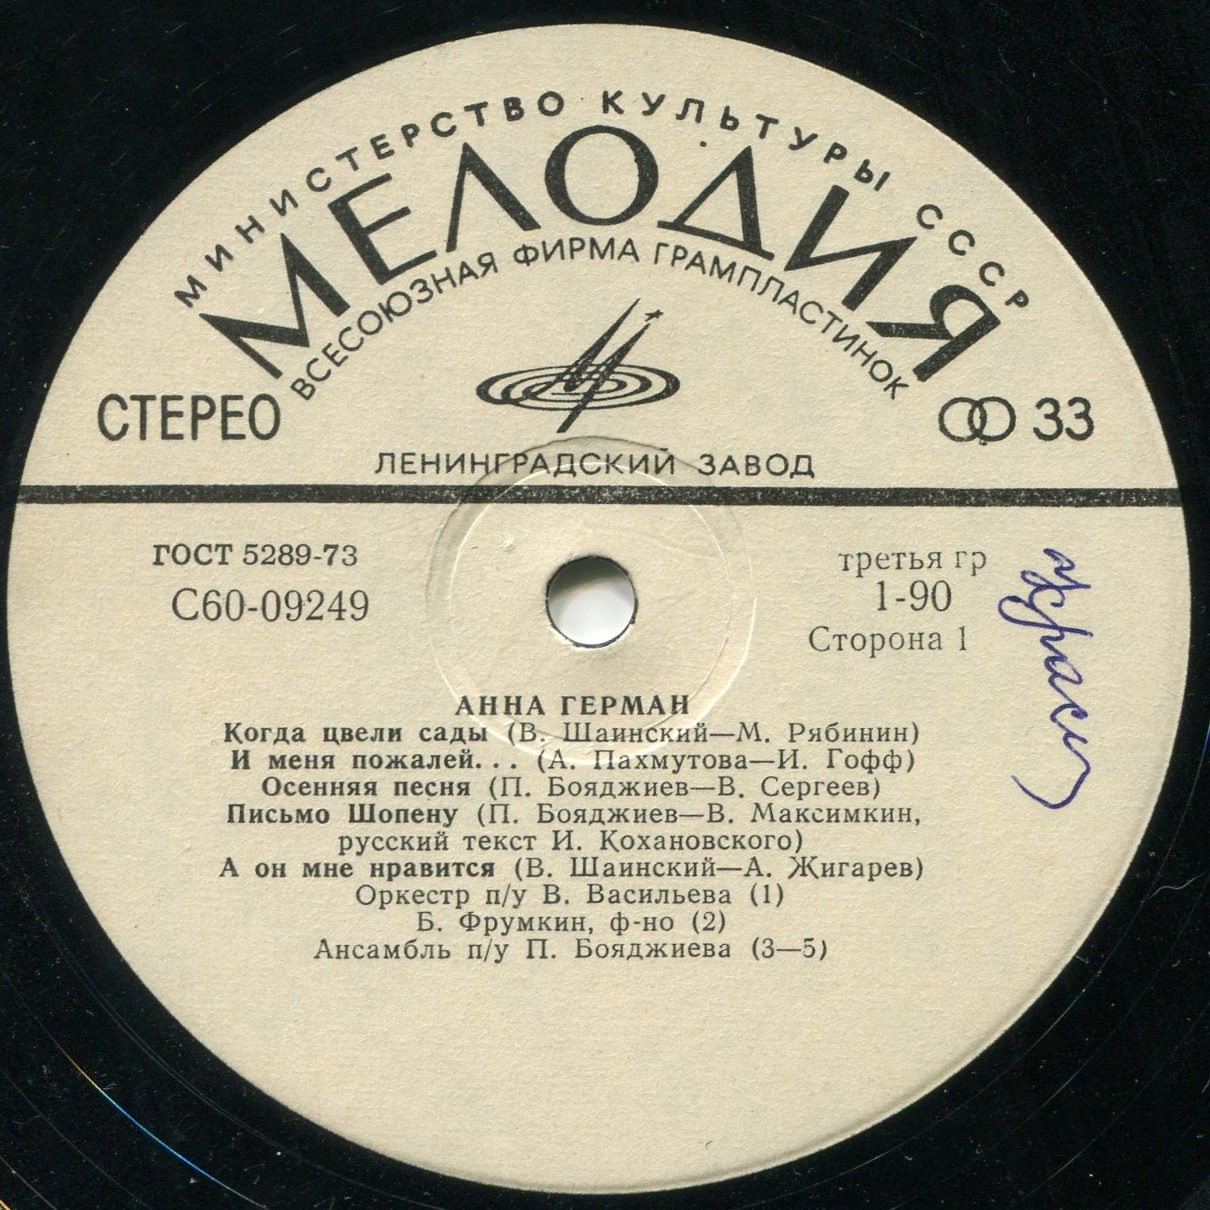 МИНИСТЕРСТВО КУЛЬТУРЫ СССР
МЕЛОДИЯ
ВСЕСОЮЗНАЯ ФИРМА ГРАМПЛАСТИНОК
СТЕРЕО
33
ЛЕНИНГРАДСКИЙ ЗАВОД
ГОСТ 5289-73
третья гр
С60-09249
1-90
Сторона 1
АННА ГЕРМАН
Когда цвели сады (В. Шаинский—М. Рябинин)
И меня пожалей... (А. Пахмутова—И. Гофф)
Осенняя песня (П. Бояджиев—В. Сергеев)
Письмо Шопену (П. Бояджиев—В. Максимкин,
русский текст И. Кохановского)
А он мне нравится (В. Шаинский—А. Жигарев)
Оркестр п/у В. Васильева (1)
Б. Фрумкин, ф-но (2)
Ансамбль п/у П. Бояджиева (3—5)